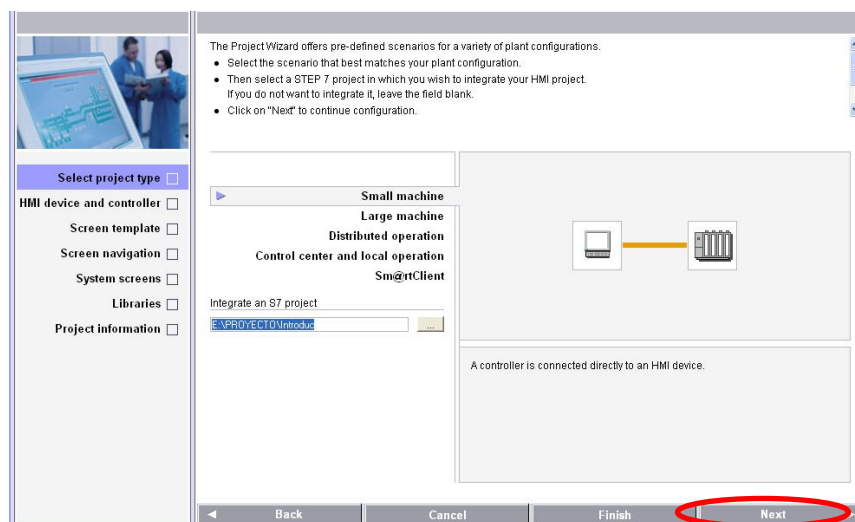 The Project Wizard offers pre-defined scenarios for a variety of plant configurations.
Select the scenario that best matches your plant configuration.
Then select a STEP 7 project in which you wish to integrate your HMI project.
If you do not want to integrate it, leave the field blank.
Click on "Next" to continue configuration.
Select project type
HMI device and controller
Screen template
Screen navigation
System screens
Libraries
Project information
Small machine
Large machine
Distributed operation
Control center and local operation
Sm@rtClient
Integrate an S7 project
E:\PROYECTO\Introduc
...
A controller is connected directly to an HMI device.
Back
Cancel
Finish
Next